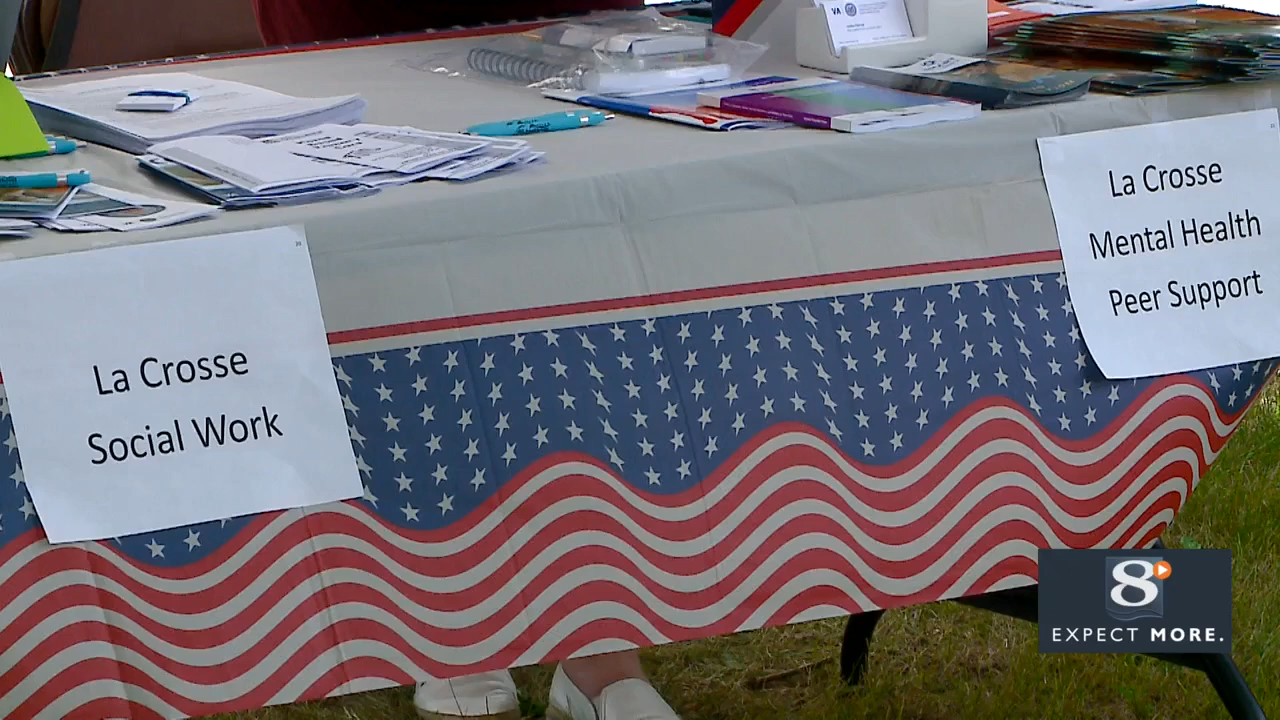 VA
La Crosse
Mental Health
Peer Support
La Crosse
Social Work
8
EXPECT MORE.